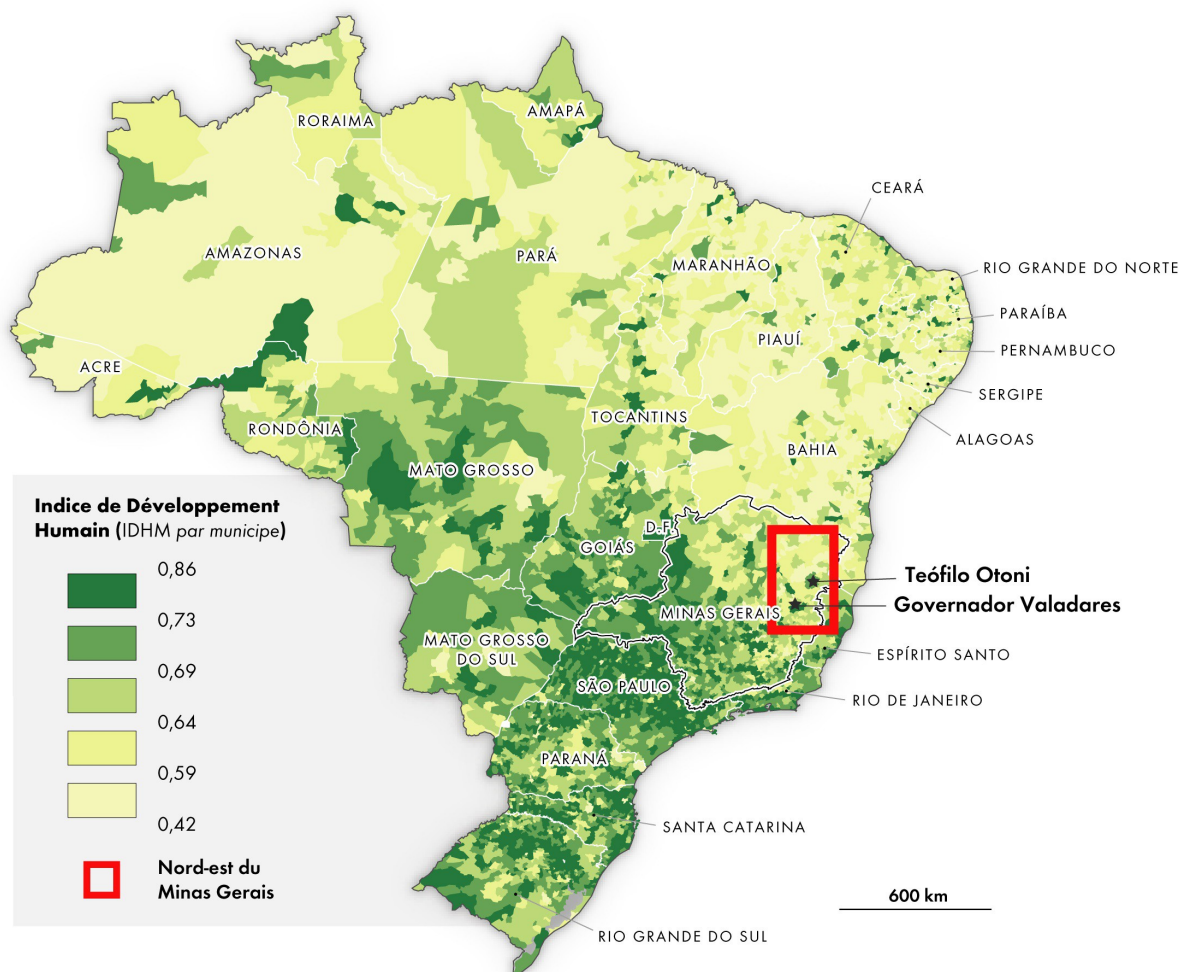 RORAIMA
AMAPÁ
CEARÁ
AMAZONAS
PARÁ
MARANHÃO
RIO GRANDE DO NORTE
PARAÍBA
PIAUÍ
PERNAMBUCO
ACRE
SERGIPE
TOCANTINS
RONDÔNIA
ALAGOAS
BAHIA
MATO GROSSO
Indice de Développement
Humain (IDHM par municipe)
0,86
0,73
0,69
0,64
0,59
0,42
Nord-est du
Minas Gerais
D.F.
GOIÁS
Teófilo Otoni
Governador Valadares
MINAS GERAIS
MATO GROSSO
DO SUL
ESPÍRITO SANTO
SÃO PAULO
RIO DE JANEIRO
PARANÁ
SANTA CATARINA
600 km
RIO GRANDE DO SUL